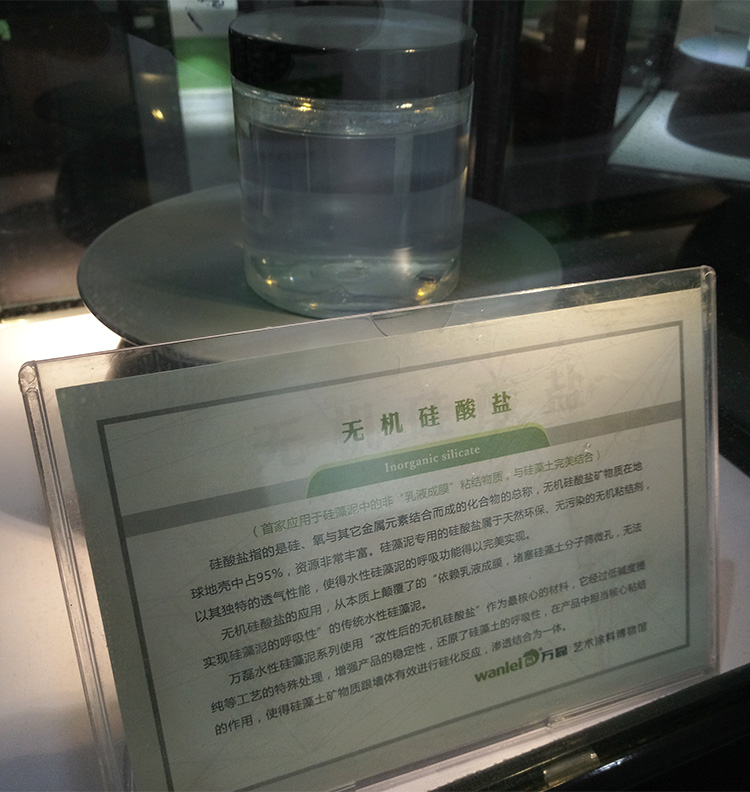 无机硅酸盐
Inorganic silicate
（首家应用于硅藻泥中的非“乳液成膜”粘结物质，与硅藻土完美结合）
硅酸盐指的是硅、氧与其它金属元素结合而成的化合物的总称，无机硅酸盐矿物质在地
球地壳中占95%，资源非常丰富。硅藻泥专用的硅酸盐属于天然环保、无污染的无机粘结剂，
以其独特的透气性能，使得水性硅藻泥的呼吸功能得以完美实现。
无机硅酸盐的应用，从本质上颠覆了的“依赖乳液成膜，堵塞硅藻土分子筛微孔，无法
实现硅藻泥的呼吸性”的传统水性硅藻泥。
万磊水性硅藻泥系列使用“改性后的无机硅酸盐”作为最核心的材料，它经过低碱度提
纯等工艺的特殊处理，增强产品的稳定性，还原了硅藻土的呼吸性，在产品中担当核心粘结
的作用，使得硅藻土矿物质跟墙体有效进行硅化反应，渗透结合为一体。
wanlei 万磊 艺术涂料博物馆